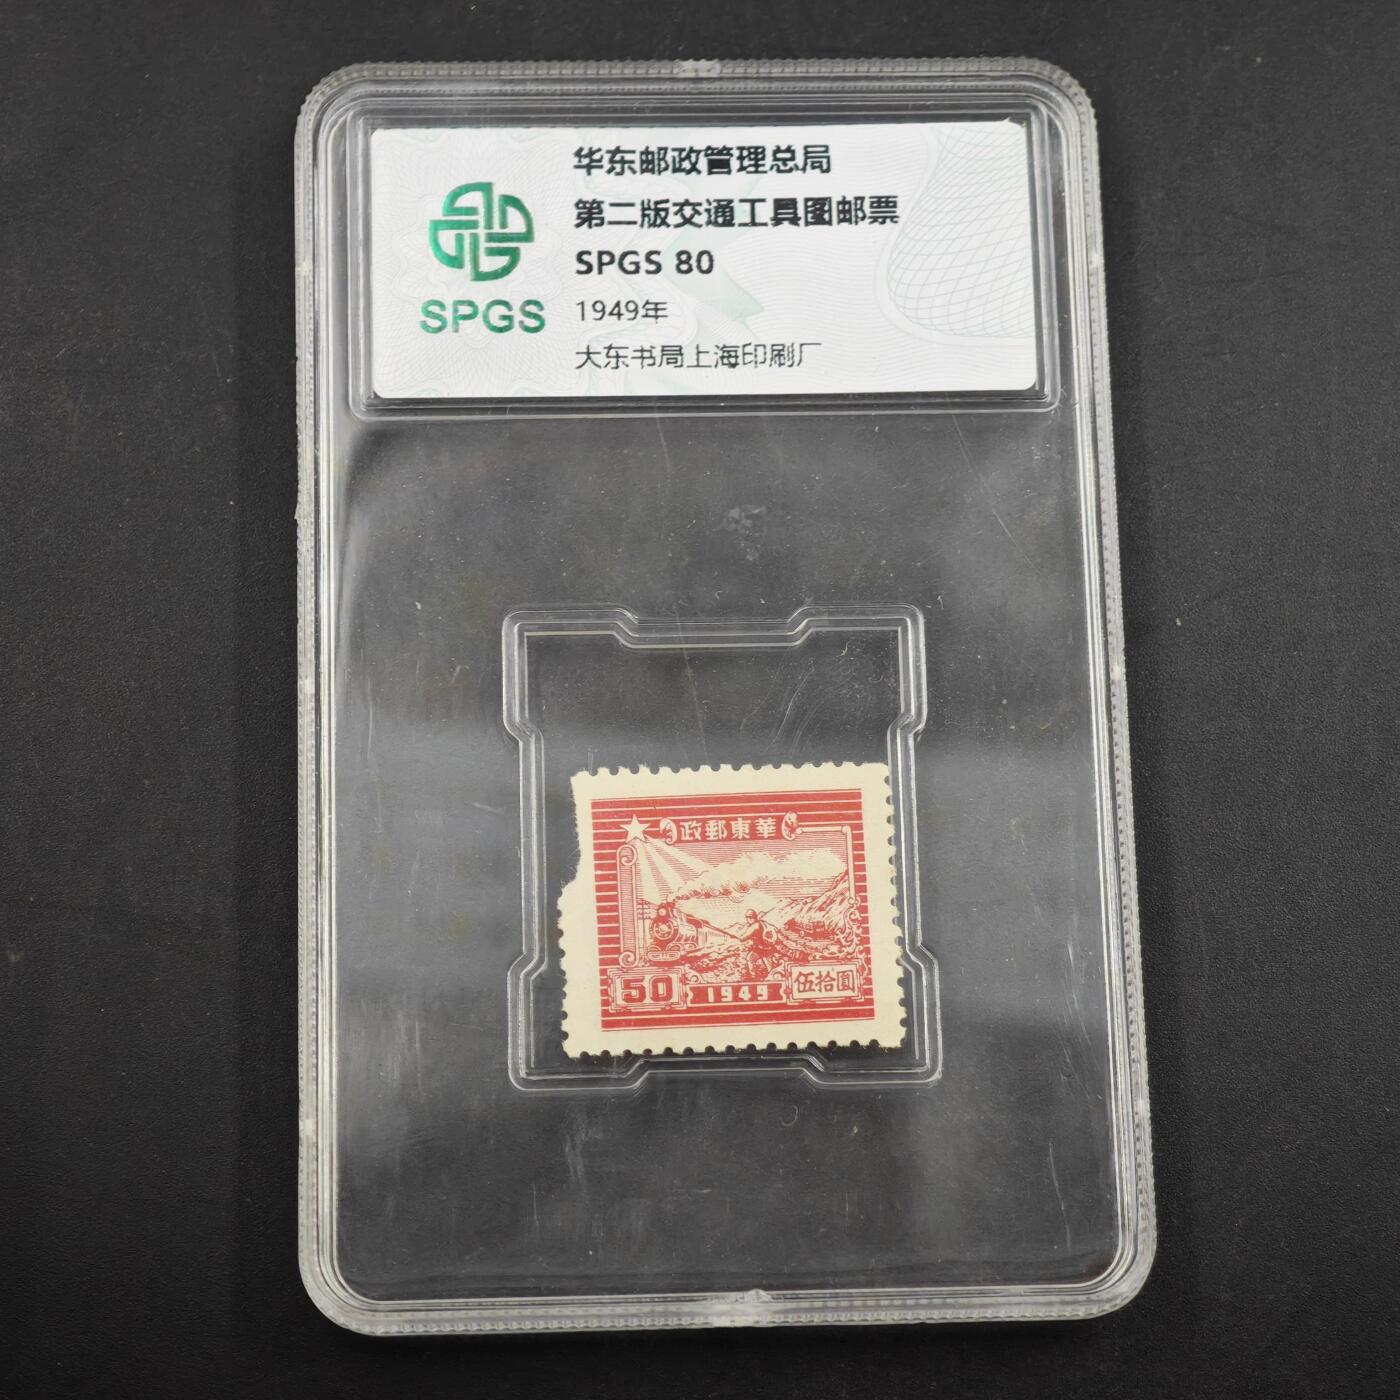 华东邮政管理总局
第二版交通工具图邮票
SPGS 80
1949年
大东书局上海印刷厂
SPGS
政郵東華
50
1949
伍拾圓